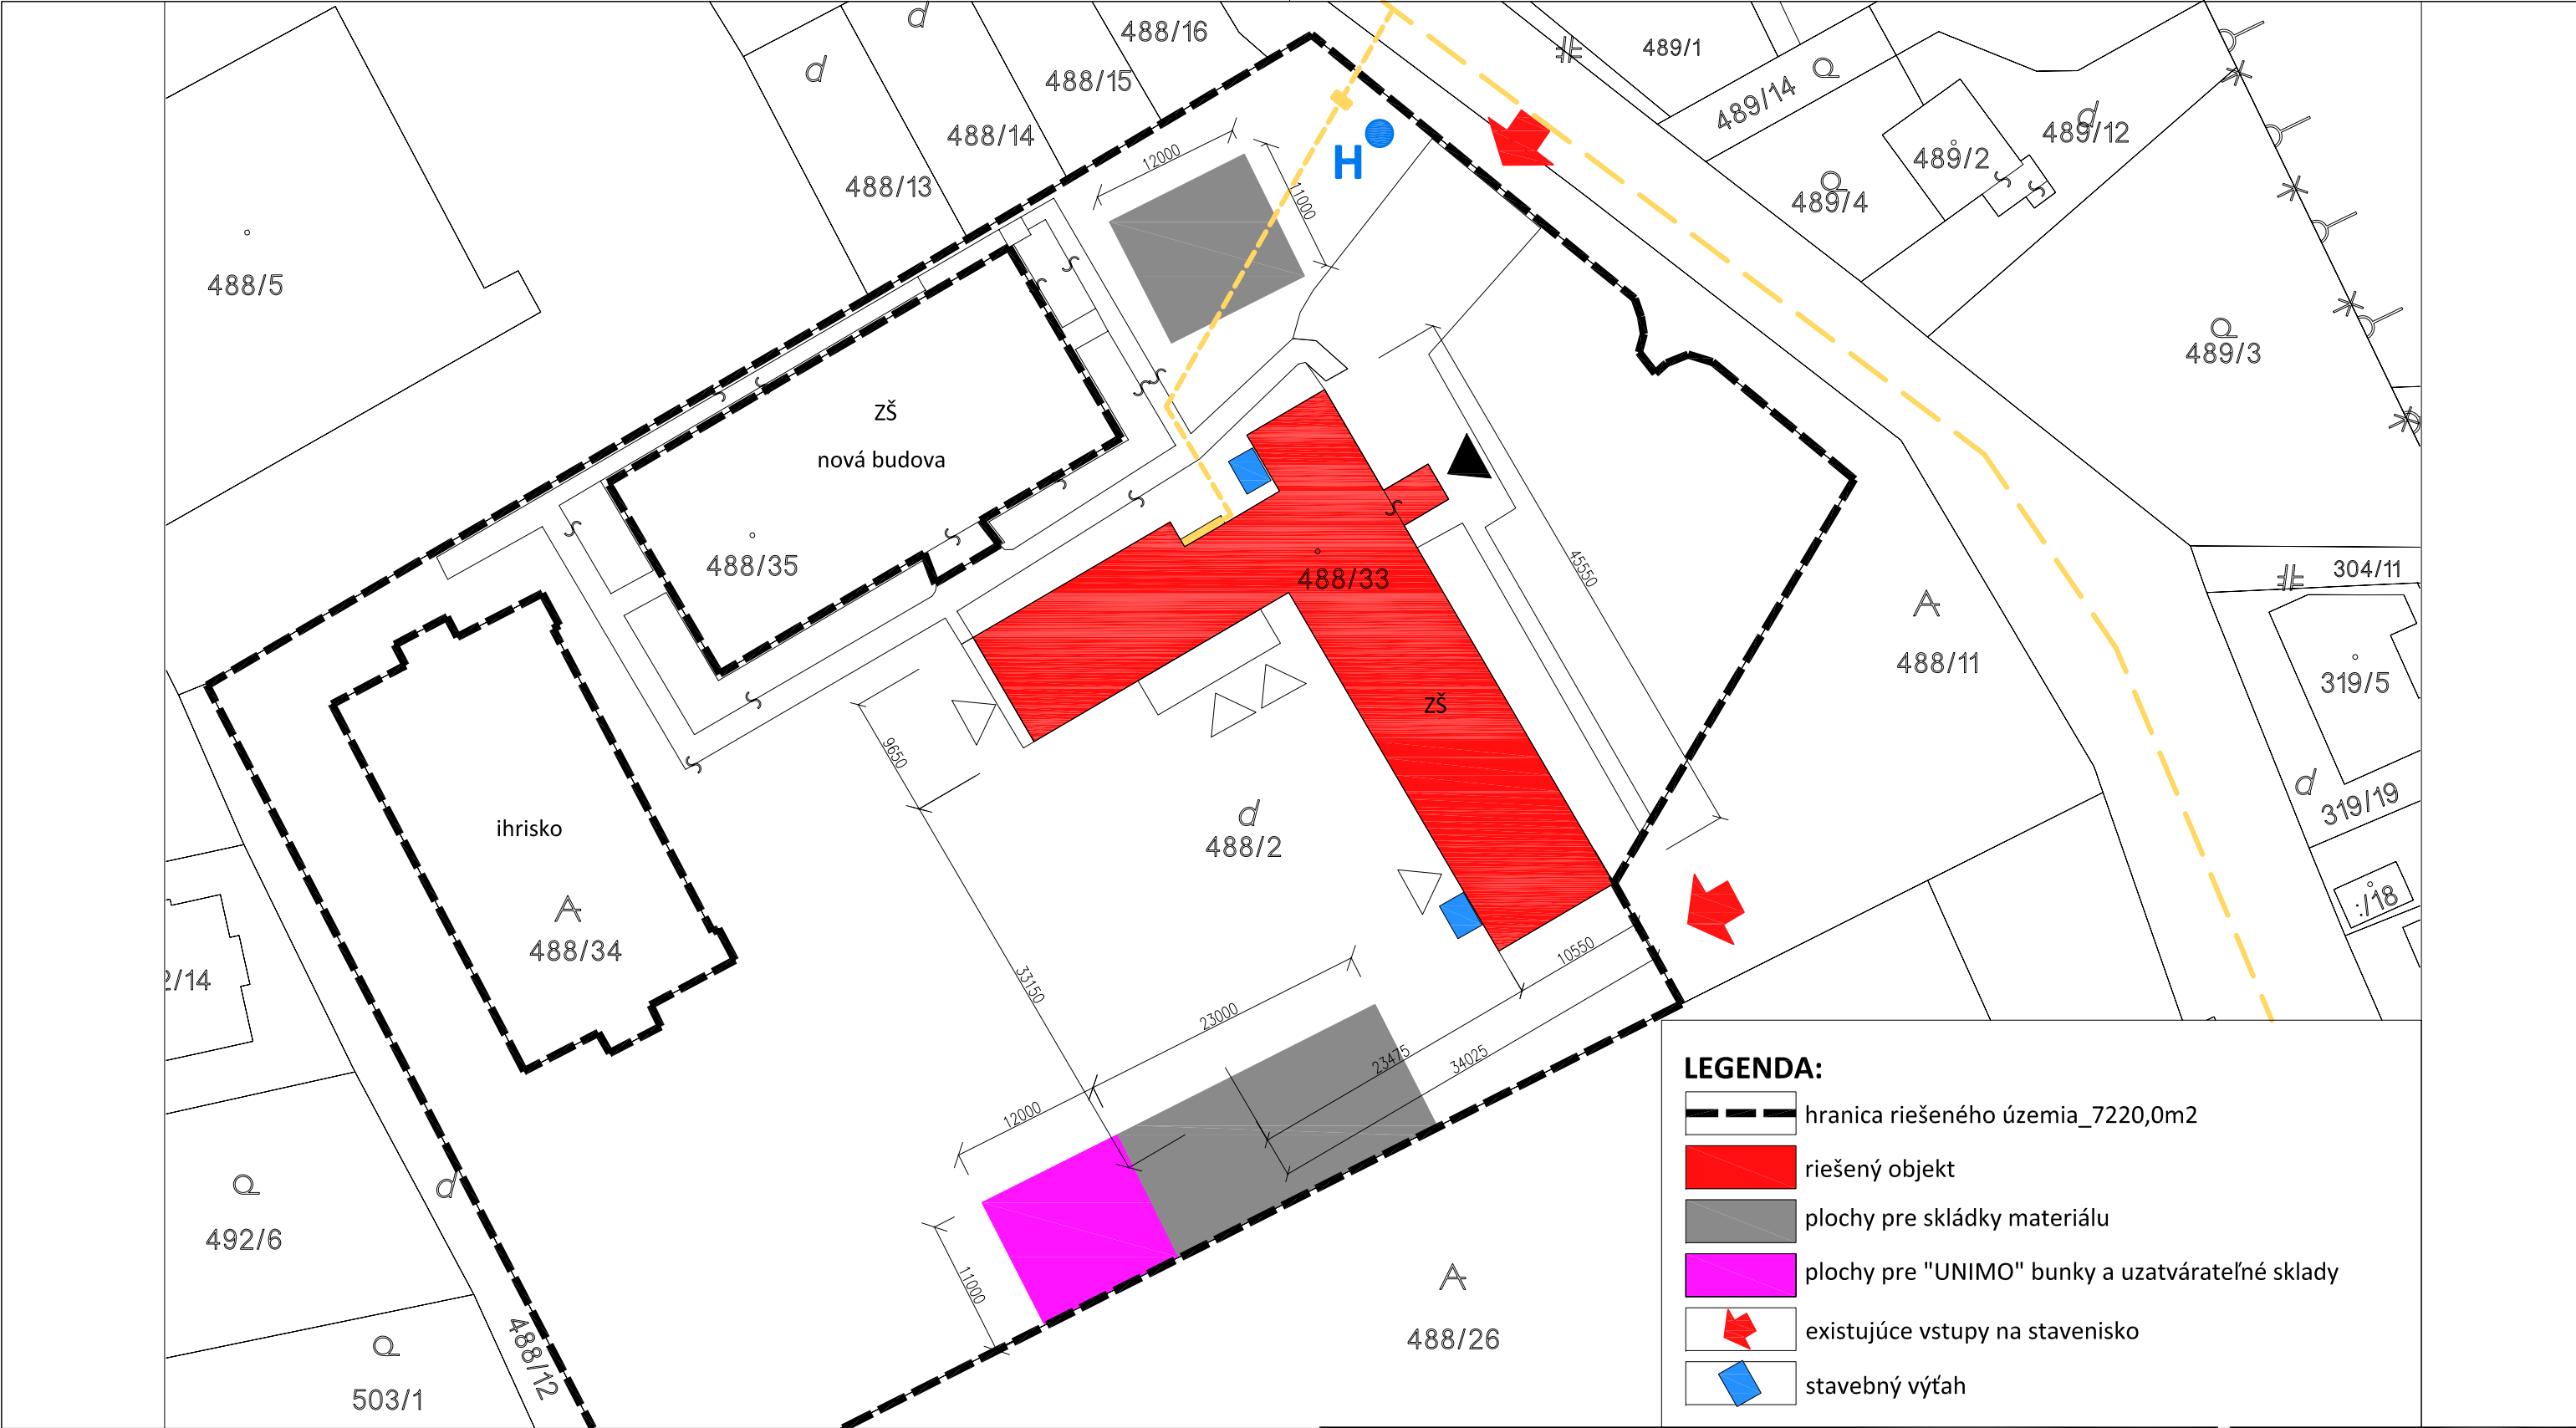 488/16
489/1
488/15
489/14
488/14
489/12
H
12000
489/2
488/13
489/4
11000
488/5
489/3
ZŠ
nová budova
488/35
488/33
45550
304/11
488/11
319/5
ZŠ
9650
319/19
ihrisko
d
488/2
:/18
488/34
2/14
10550
33150
23000
23475
34025
12000
492/6
11000
488/26
488/12
503/1
LEGENDA:
hranica riešeného územia_7220,0m2
riešený objekt
plochy pre skládky materiálu
plochy pre "UNIMO" bunky a uzatvárateľné sklady
existujúce vstupy na stavenisko
stavebný výťah